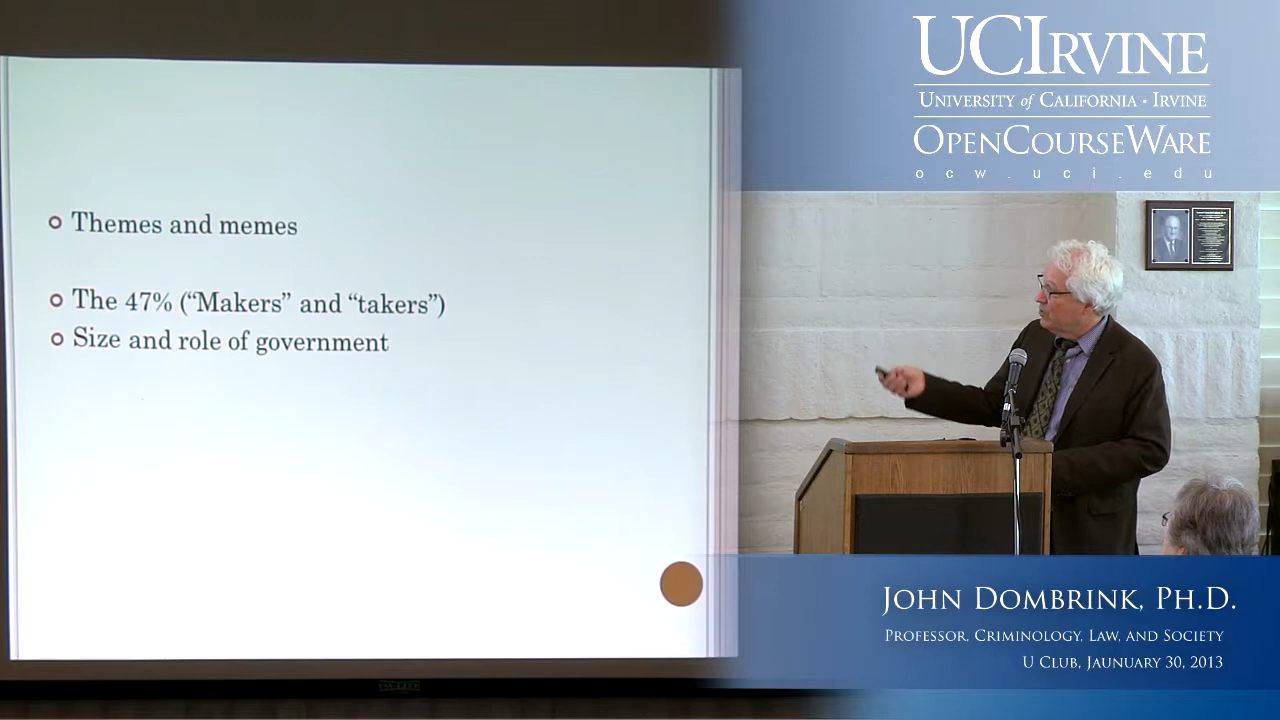 Themes and memes
The 47% (“Makers” and “takers”)
Size and role of government
UCIRVINE
UNIVERSITY of CALIFORNIA • IRVINE
OPENCOURSEWARE
ocw.uci.edu
JOHN DOMBRINK, PH.D.
PROFESSOR, CRIMINOLOGY, LAW, AND SOCIETY
U CLUB, JAUNUARY 30, 2013